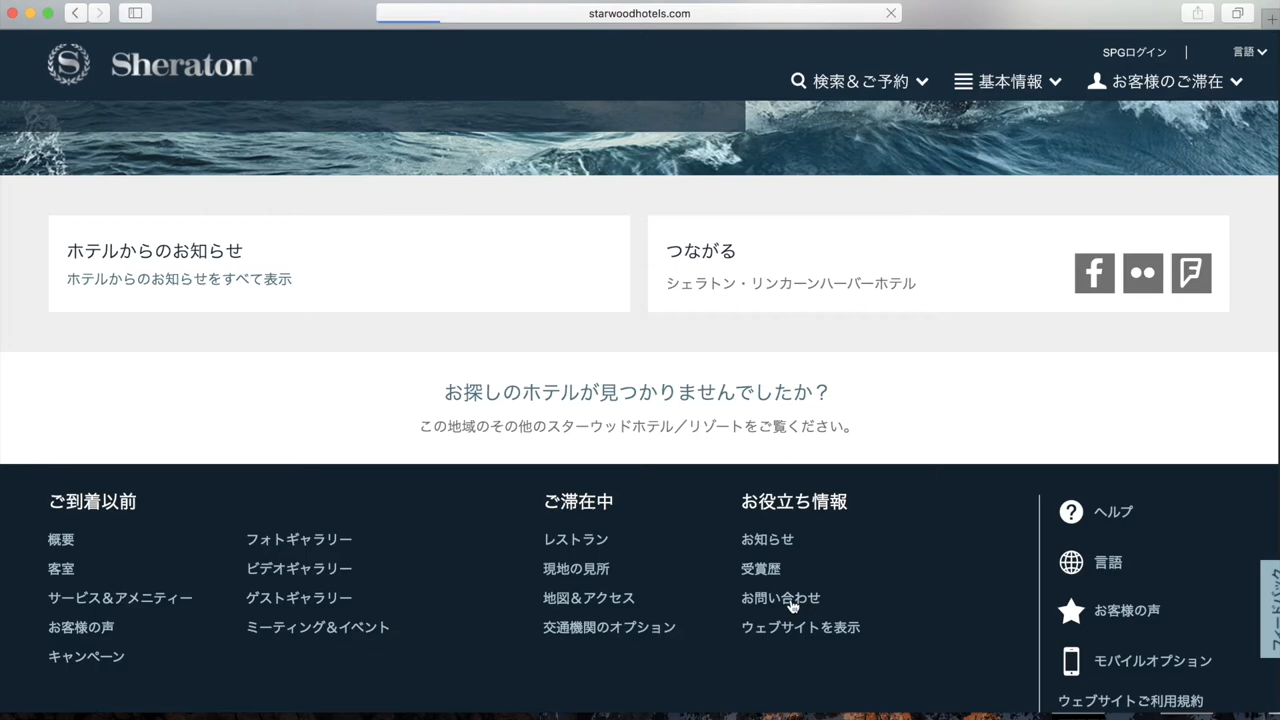 starwoodhotels.com
Sheraton
SPGログイン
言語
検索&ご予約
基本情報
お客様のご滞在
ホテルからのお知らせ
ホテルからのお知らせをすべて表示
つながる
シェラトン・リンカーンハーバーホテル
お探しのホテルが見つかりませんでしたか？
この地域のその他のスターウッドホテル／リゾートをご覧ください。
ご到着以前
概要
客室
サービス&アメニティー
お客様の声
キャンペーン
フォトギャラリー
ビデオギャラリー
ゲストギャラリー
ミーティング&イベント
ご滞在中
レストラン
現地の見所
地図&アクセス
交通機関のオプション
お役立ち情報
お知らせ
受賞歴
お問い合わせ
ウェブサイトを表示
ヘルプ
言語
お客様の声
モバイルオプション
ウェブサイトご利用規約
フィードバック